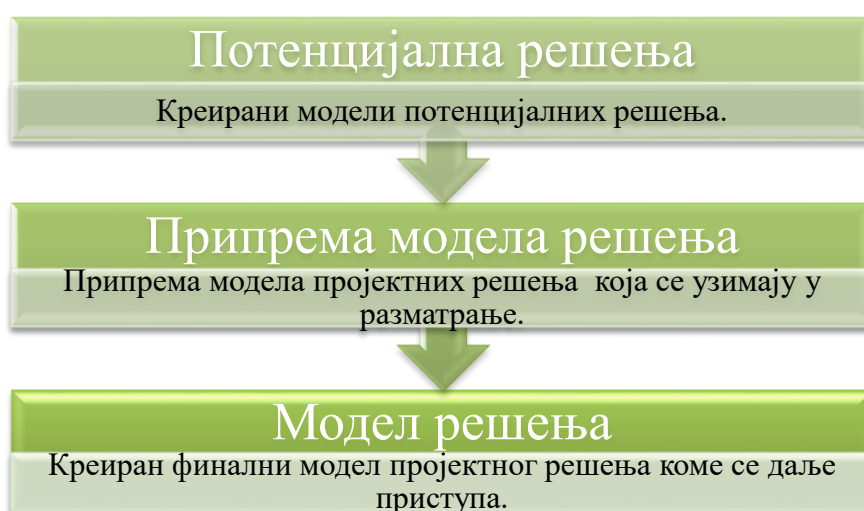 Потенцијална решења
Креирани модели потенцијалних решења.
Припрема модела решења
Припрема модела пројектних решења која се узимају у
разматрање.
Модел решења
Креиран финални модел пројектног решења коме се даље
приступа.